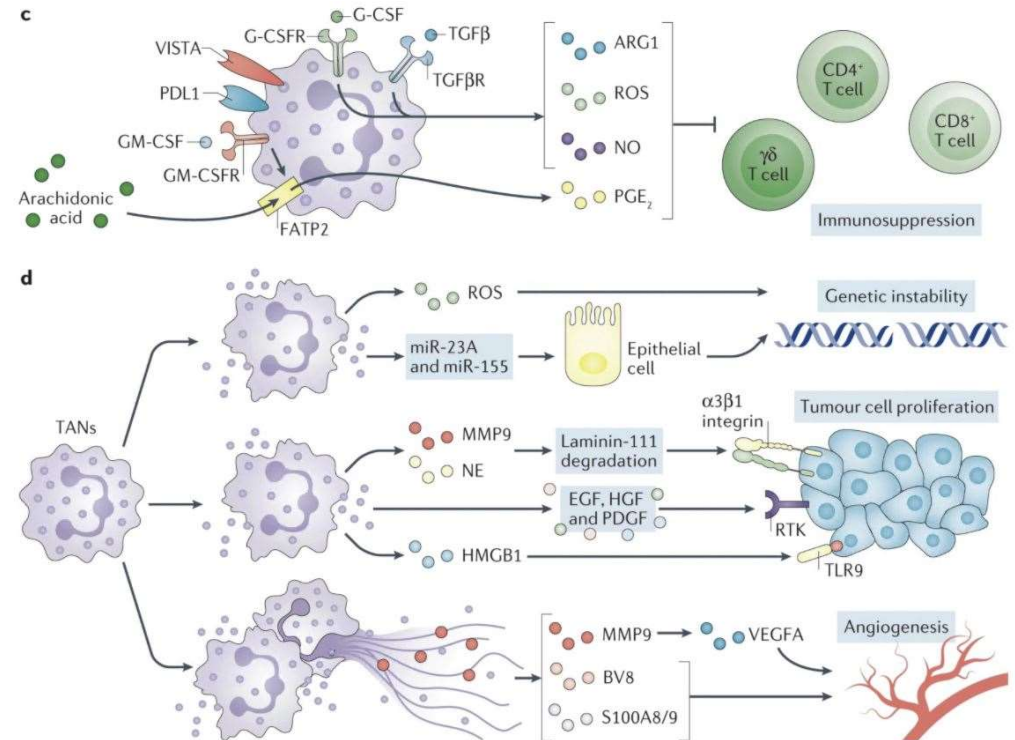 c
G-CSF
G-CSFR
TGFβ
VISTA
TGFβR
PDL1
GM-CSF
GM-CSFR
Arachidonic
acid
FATP2
ARG1
ROS
NO
PGE₂
CD4⁺
T cell
CD8⁺
T cell
γδ
T cell
Immunosuppression
d
TANs
ROS
Genetic instability
miR-23A
and miR-155
Epithelial
cell
MMP9
NE
Laminin-111
degradation
α3β1
integrin
Tumour cell proliferation
EGF, HGF
and PDGF
RTK
HMGB1
TLR9
MMP9
VEGFA
Angiogenesis
BV8
S100A8/9